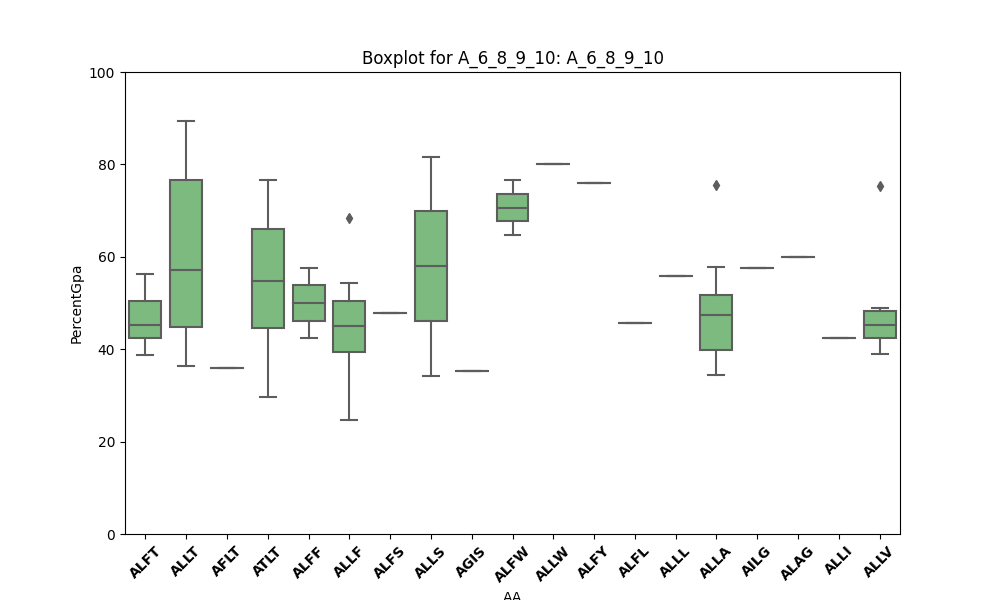 Boxplot for A_6_8_9_10: A_6_8_9_10
100
80
60
40
20
0
PercentGpa
ALFT ALLT AFLT ATLT ALFF ALLF ALFS ALLS AGIS ALFW ALLW ALFY ALFL ALLL ALLA AILG ALAG ALLI ALLV
AA